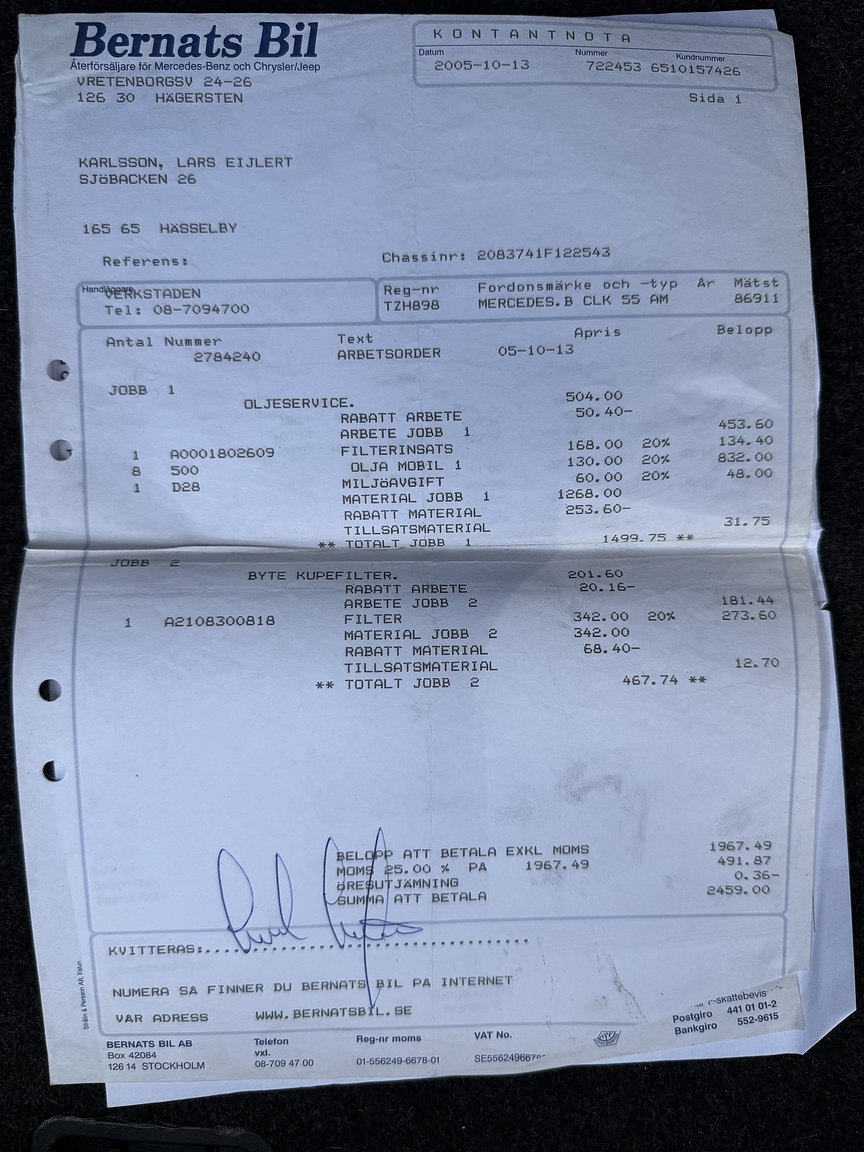 Bernats Bil
Återförsäljare för Mercedes-Benz och Chrysler/Jeep
VRETENBORGSV 24-26
126 30 HÄGERSTEN
KONTANTNOTA
Datum Nummer Kundnummer
2005-10-13 722453 6510157426
Sida 1
KARLSSON, LARS EIJLERT
SJöBACKEN 26
165 65 HÄSSELBY
Referens:
Chassinr: 2083741F122543
Handläggare
VERKSTADEN
Tel: 08-7094700
Reg-nr Fordonsmärke och -typ År Mätst
TZH898 MERCEDES.B CLK 55 AM 86911
Antal Nummer Text Apris Belopp
2784240 ARBETSORDER 05-10-13
JOBB 1
OLJESERVICE. 504.00
RABATT ARBETE 50.40-
ARBETE JOBB 1 453.60
1 A0001802609 FILTERINSATS 168.00 20% 134.40
8 500 OLJA MOBIL 1 130.00 20% 832.00
1 D28 MILJöAVGIFT 60.00 20% 48.00
MATERIAL JOBB 1 1268.00
RABATT MATERIAL 253.60-
TILLSATSMATERIAL 31.75
** TOTALT JOBB 1 1499.75 **
JOBB 2
BYTE KUPEFILTER. 201.60
RABATT ARBETE 20.16-
ARBETE JOBB 2 181.44
1 A2108300818 FILTER 342.00 20% 273.60
MATERIAL JOBB 2 342.00
RABATT MATERIAL 68.40-
TILLSATSMATERIAL 12.70
** TOTALT JOBB 2 467.74 **
BELOPP ATT BETALA EXKL MOMS 1967.49
MOMS 25.00 % PÅ 1967.49 491.87
öRESUTJÄMNING 0.36-
SUMMA ATT BETALA 2459.00
KVITTERAS:
NUMERA SÅ FINNER DU BERNATS BIL PÅ INTERNET
VÅR ADRESS WWW.BERNATSBIL.SE
Strålin & Persson AB, Falun
BERNATS BIL AB
Box 42084
126 14 STOCKHOLM
Telefon
vxl.
08-709 47 00
Reg-nr moms
01-556249-6678-01
VAT No.
SE556249667
F-skattebevis
Postgiro 441 01 01-2
Bankgiro 552-9615